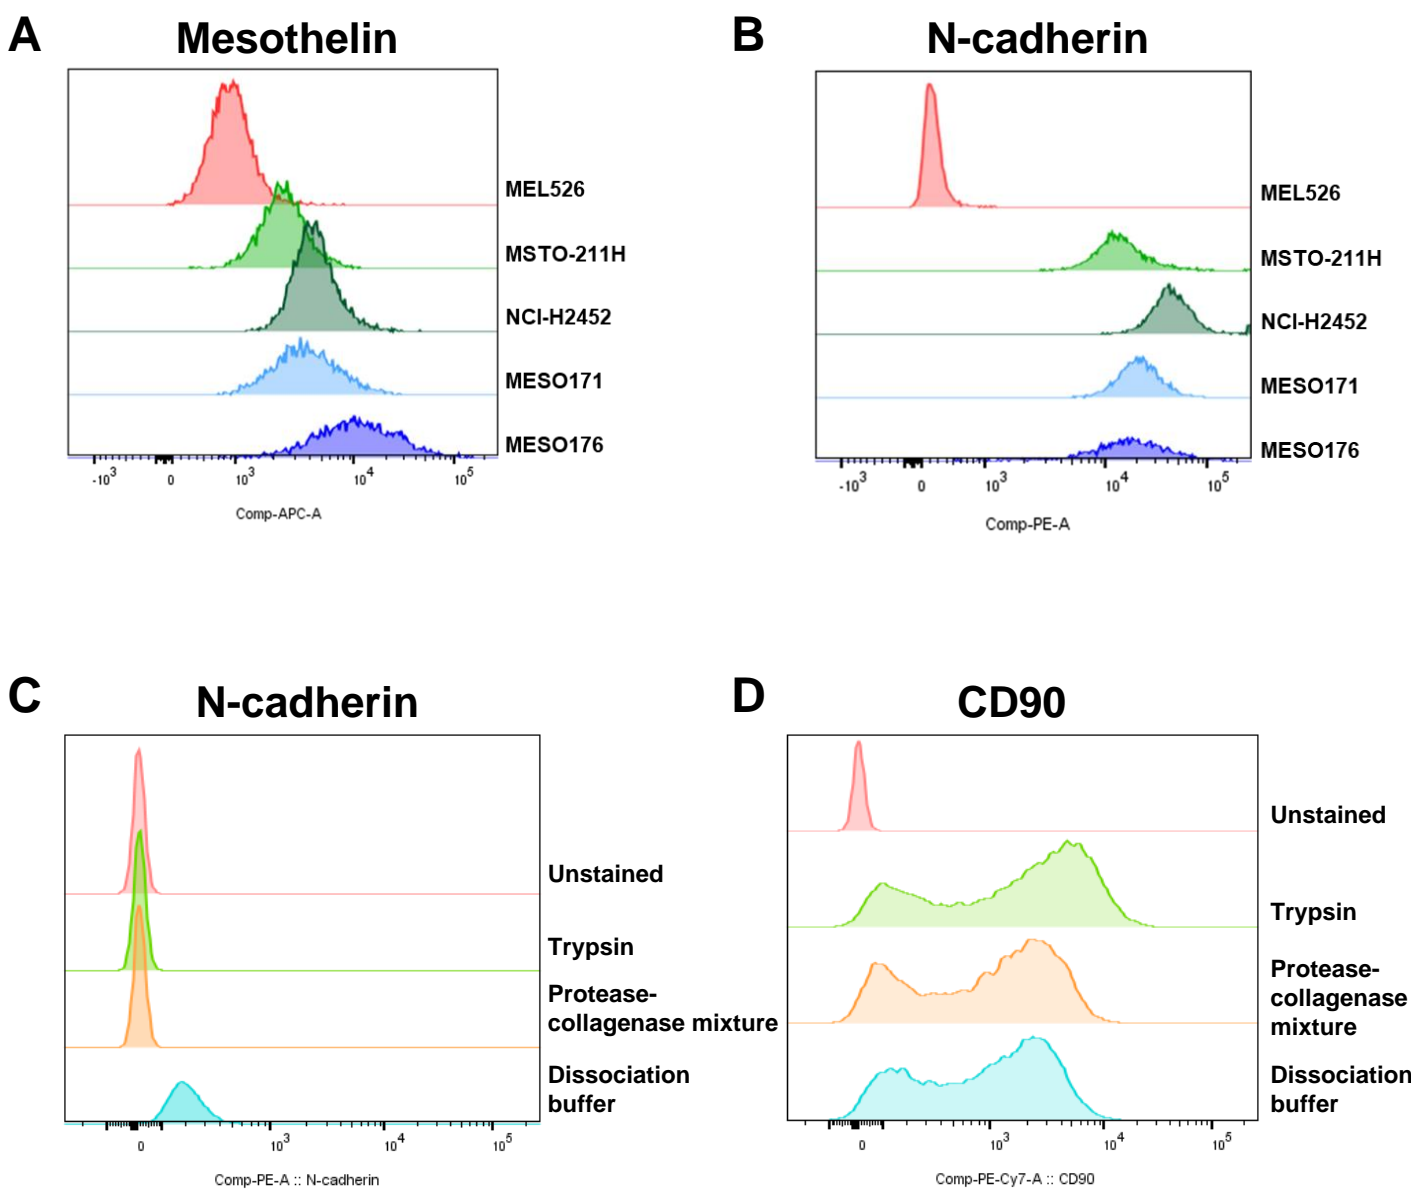 A
Mesothelin
MEL526
MSTO-211H
NCI-H2452
MESO171
MESO176
-10³ 0 10³ 10⁴ 10⁵
Comp-APC-A
B
N-cadherin
MEL526
MSTO-211H
NCI-H2452
MESO171
MESO176
-10³ 0 10³ 10⁴ 10⁵
Comp-PE-A
C
N-cadherin
Unstained
Trypsin
Protease-
collagenase mixture
Dissociation
buffer
0 10³ 10⁴ 10⁵
Comp-PE-A :: N-cadherin
D
CD90
Unstained
Trypsin
Protease-
collagenase
mixture
Dissociation
buffer
0 10³ 10⁴ 10⁵
Comp-PE-Cy7-A :: CD90